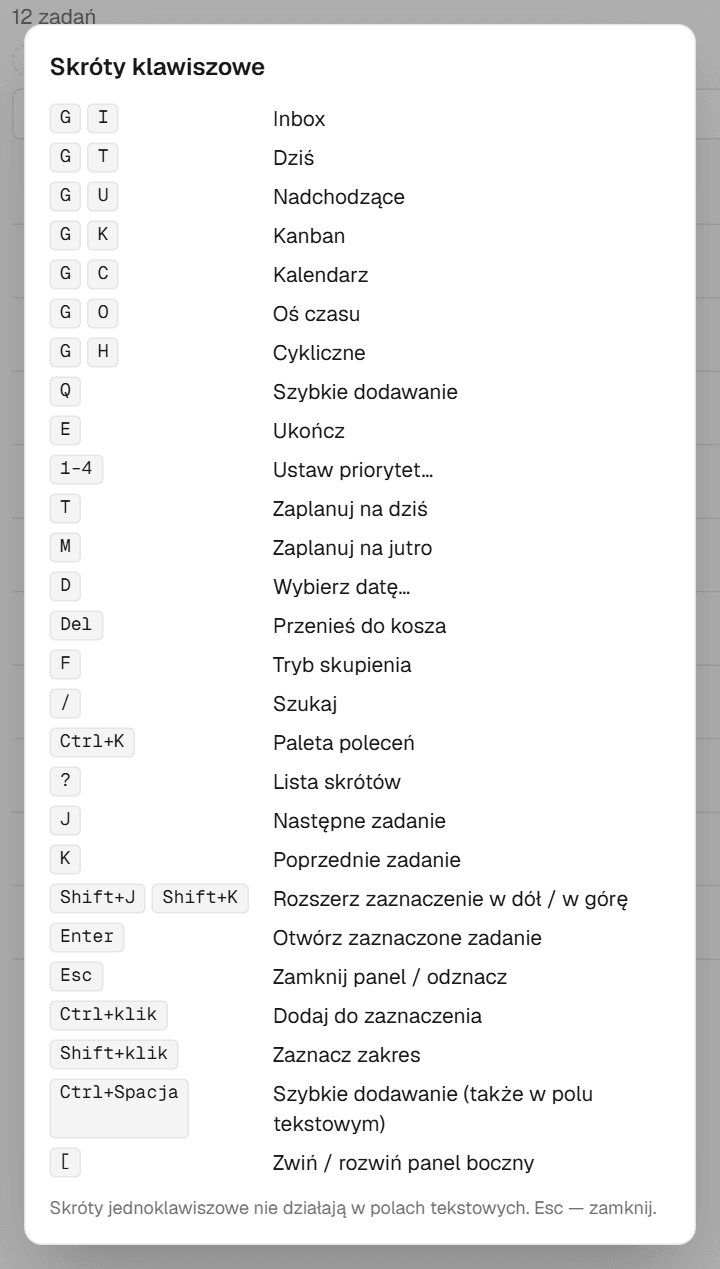 12 zadań
Skróty klawiszowe
G I Inbox
G T Dziś
G U Nadchodzące
G K Kanban
G C Kalendarz
G O Oś czasu
G H Cykliczne
Q Szybkie dodawanie
E Ukończ
1–4 Ustaw priorytet…
T Zaplanuj na dziś
M Zaplanuj na jutro
D Wybierz datę…
Del Przenieś do kosza
F Tryb skupienia
/ Szukaj
Ctrl+K Paleta poleceń
? Lista skrótów
J Następne zadanie
K Poprzednie zadanie
Shift+J Shift+K Rozszerz zaznaczenie w dół / w górę
Enter Otwórz zaznaczone zadanie
Esc Zamknij panel / odznacz
Ctrl+klik Dodaj do zaznaczenia
Shift+klik Zaznacz zakres
Ctrl+Spacja Szybkie dodawanie (także w polu
tekstowym)
[ Zwiń / rozwiń panel boczny
Skróty jednoklawiszowe nie działają w polach tekstowych. Esc — zamknij.